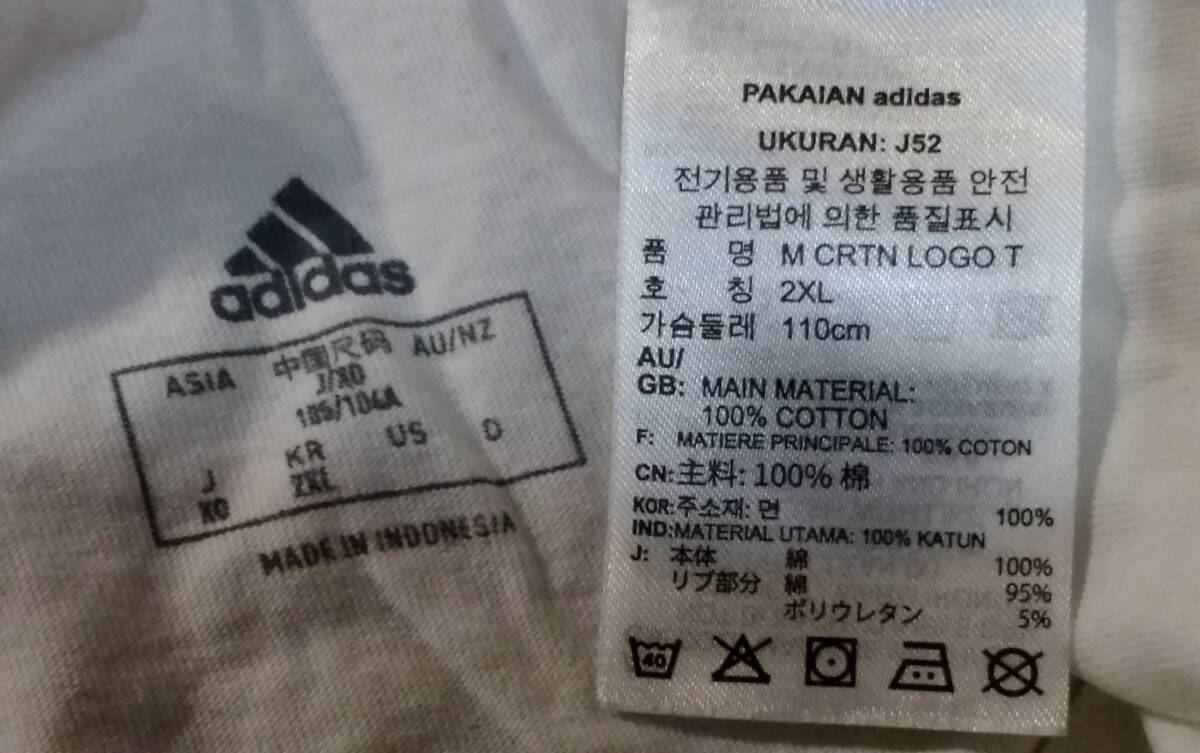 adidas
ASIA 中国尺码 AU/NZ
J/XO
185/104A
KR US O
J 2XL
XO
MADE IN INDONESIA
PAKAIAN adidas
UKURAN: J52
전기용품 및 생활용품 안전
관리법에 의한 품질표시
품 명 M CRTN LOGO T
호 칭 2XL
가슴둘레 110cm
AU/
GB: MAIN MATERIAL:
100% COTTON
F: MATIERE PRINCIPALE: 100% COTON
CN: 主料: 100% 棉
KOR: 주소재: 면 100%
IND:MATERIAL UTAMA: 100% KATUN
J: 本体 綿 100%
リブ部分 綿 95%
ポリウレタン 5%
40